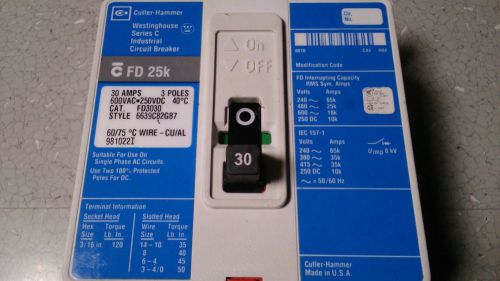 Cutler-Hammer
Westinghouse
Series C
Industrial
Circuit Breaker
C FD 25k
30 AMPS 3 POLES
600VAC•250VDC 40°C
CAT. FD3030
STYLE 6639C82G87
60/75 °C WIRE-CU/AL
981022I
Suitable For Use On
Single Phase AC Circuits.
Use Two 100% Protected
Poles For DC.
Terminal Information
Socket Head Slotted Head
Hex Torque Wire Torque
Size Lb. In. Size Lb. In.
3/16 in 120 14-10 35
8 40
6-4 45
3-4/0 50
On
OFF
O
30
Ckt.
No.
Modification Code
FD Interrupting Capacity
RMS Sym. Amps
Volts Amps
240 ~ 65k
480 ~ 25k
600 ~ 18k
250 DC 10k
IEC 157-1
Volts Amps
240 ~ 65k
380 ~ 35k
415 ~ 35k
250 DC 10k
~ = 50/60 Hz
Cutler-Hammer
Made in U.S.A.